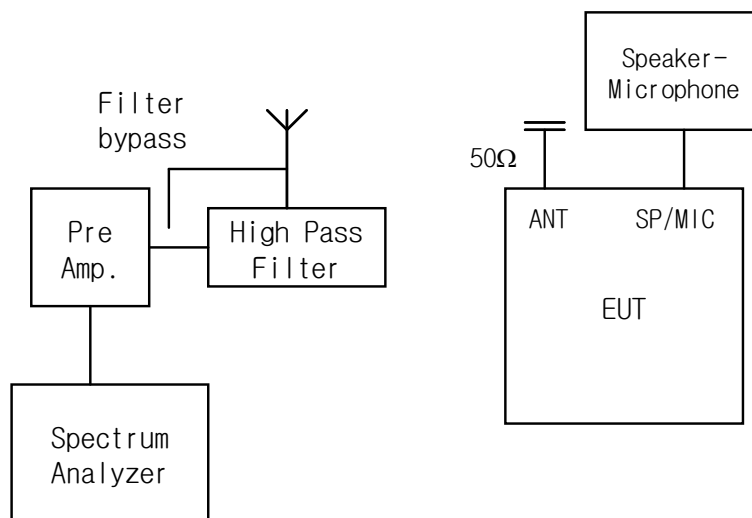 Filter
bypass
Pre
Amp.
High Pass
Filter
Spectrum
Analyzer
Speaker-
Microphone
50Ω
ANT
SP/MIC
EUT